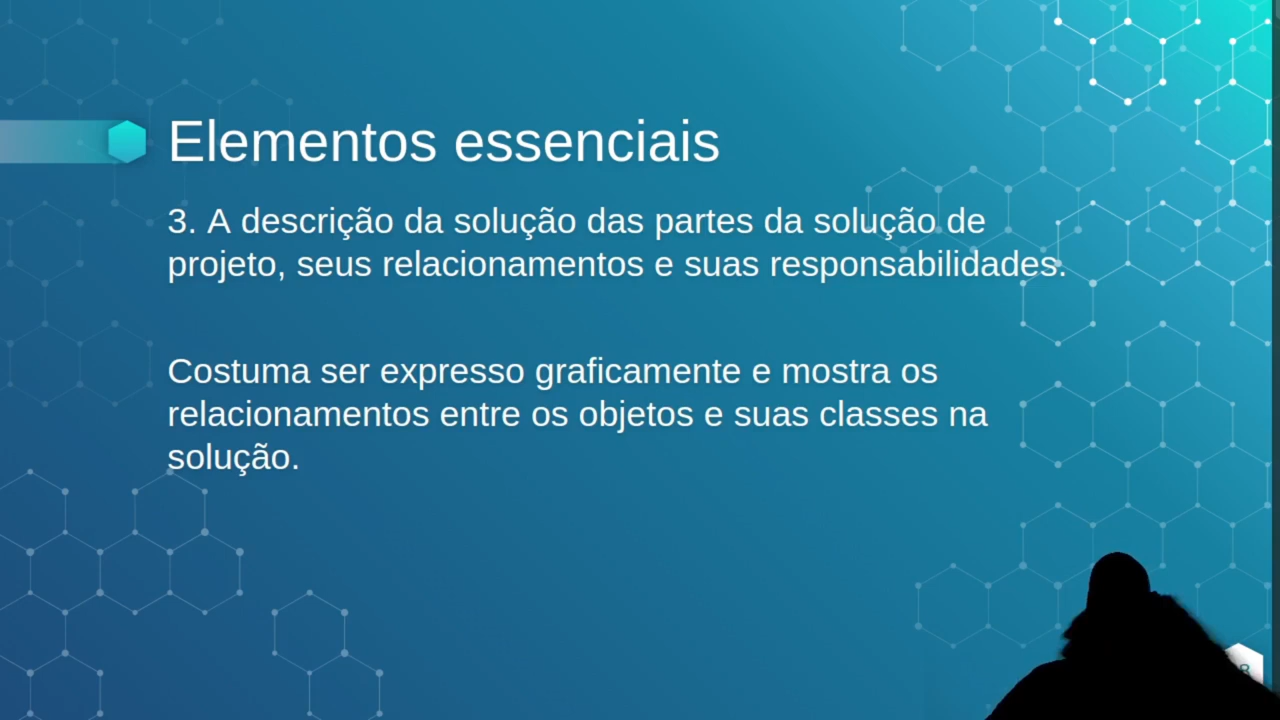 Elementos essenciais
3. A descrição da solução das partes da solução de
projeto, seus relacionamentos e suas responsabilidades.
Costuma ser expresso graficamente e mostra os
relacionamentos entre os objetos e suas classes na
solução.